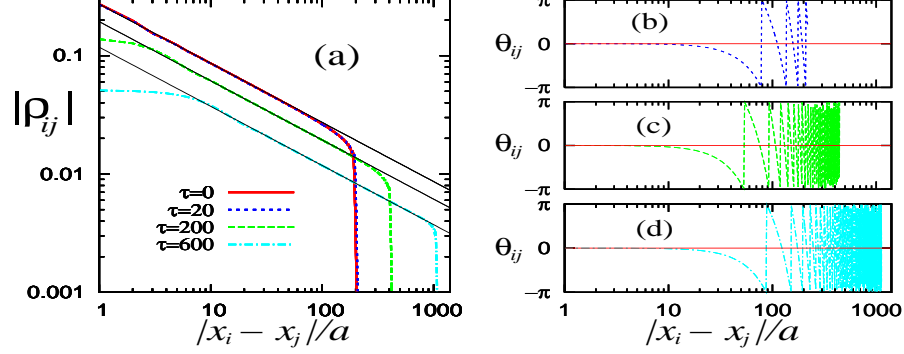 (a)
|ρij|
0.1
0.01
0.001
τ=0
τ=20
τ=200
τ=600
1
10
100
1000
|xi − xj|/a
(b)
θij
0
−π
(c)
θij
π
0
−π
(d)
θij
π
0
−π
1
10
100
1000
|xi − xj|/a